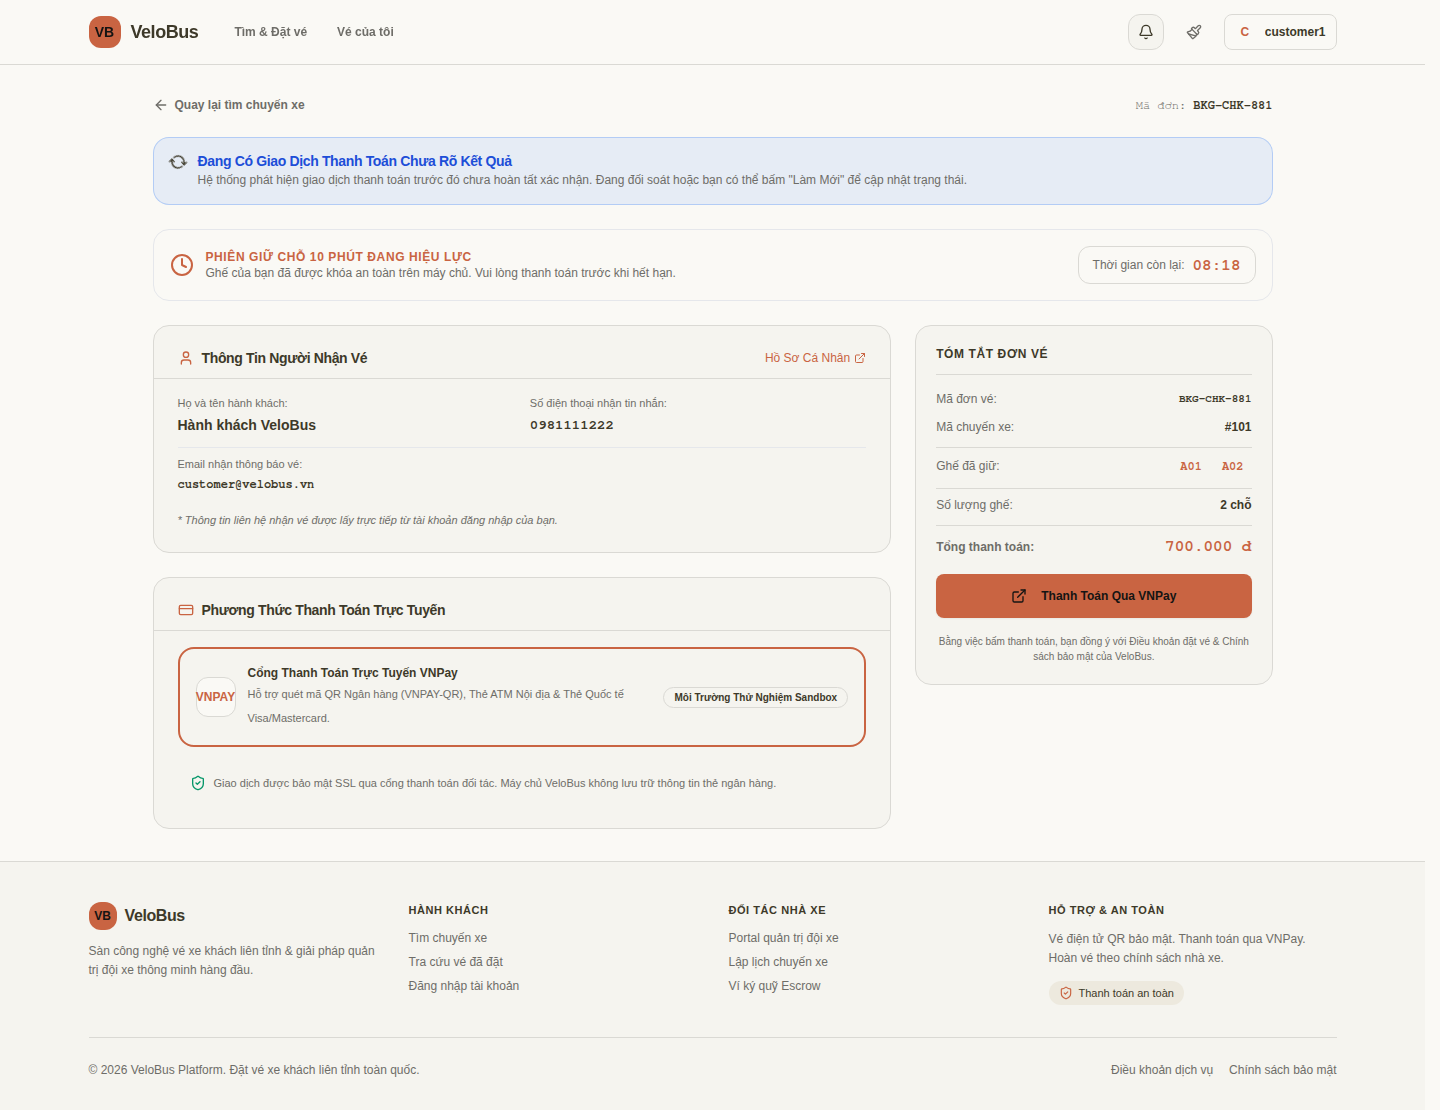 VB VeloBus Tìm & Đặt vé Vé của tôi C customer1
Quay lại tìm chuyến xe Mã đơn: BKG-CHK-881
Đang Có Giao Dịch Thanh Toán Chưa Rõ Kết Quả
Hệ thống phát hiện giao dịch thanh toán trước đó chưa hoàn tất xác nhận. Đang đối soát hoặc bạn có thể bấm "Làm Mới" để cập nhật trạng thái.
PHIÊN GIỮ CHỖ 10 PHÚT ĐANG HIỆU LỰC
Ghế của bạn đã được khóa an toàn trên máy chủ. Vui lòng thanh toán trước khi hết hạn.
Thời gian còn lại: 08:18
Thông Tin Người Nhận Vé Hồ Sơ Cá Nhân
Họ và tên hành khách: Số điện thoại nhận tin nhắn:
Hành khách VeloBus 0981111222
Email nhận thông báo vé:
customer@velobus.vn
* Thông tin liên hệ nhận vé được lấy trực tiếp từ tài khoản đăng nhập của bạn.
Phương Thức Thanh Toán Trực Tuyến
VNPAY
Cổng Thanh Toán Trực Tuyến VNPay
Hỗ trợ quét mã QR Ngân hàng (VNPAY-QR), Thẻ ATM Nội địa & Thẻ Quốc tế
Visa/Mastercard.
Môi Trường Thử Nghiệm Sandbox
Giao dịch được bảo mật SSL qua cổng thanh toán đối tác. Máy chủ VeloBus không lưu trữ thông tin thẻ ngân hàng.
TÓM TẮT ĐƠN VÉ
Mã đơn vé: BKG-CHK-881
Mã chuyến xe: #101
Ghế đã giữ: A01 A02
Số lượng ghế: 2 chỗ
Tổng thanh toán: 700.000 đ
Thanh Toán Qua VNPay
Bằng việc bấm thanh toán, bạn đồng ý với Điều khoản đặt vé & Chính
sách bảo mật của VeloBus.
VB VeloBus
Sàn công nghệ vé xe khách liên tỉnh & giải pháp quản
trị đội xe thông minh hàng đầu.
HÀNH KHÁCH
Tìm chuyến xe
Tra cứu vé đã đặt
Đăng nhập tài khoản
ĐỐI TÁC NHÀ XE
Portal quản trị đội xe
Lập lịch chuyến xe
Ví ký quỹ Escrow
HỖ TRỢ & AN TOÀN
Vé điện tử QR bảo mật. Thanh toán qua VNPay.
Hoàn vé theo chính sách nhà xe.
Thanh toán an toàn
© 2026 VeloBus Platform. Đặt vé xe khách liên tỉnh toàn quốc. Điều khoản dịch vụ Chính sách bảo mật